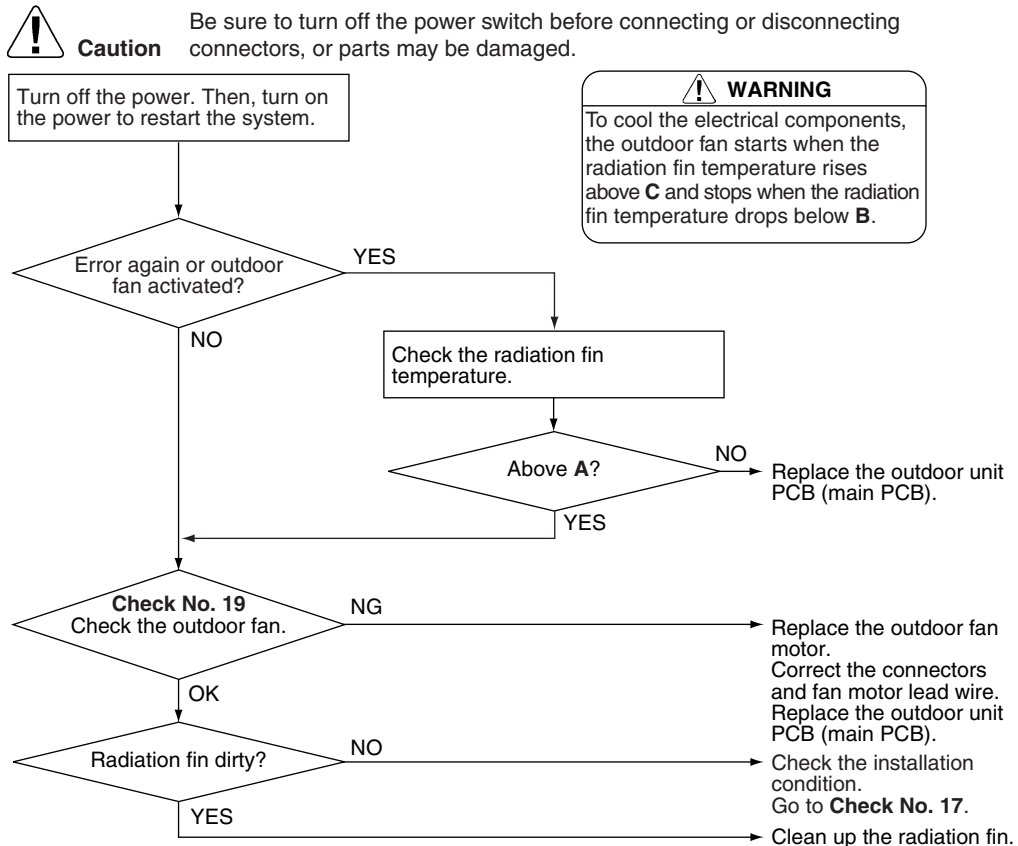 Be sure to turn off the power switch before connecting or disconnecting
Caution connectors, or parts may be damaged.
Turn off the power. Then, turn on
the power to restart the system.
WARNING
To cool the electrical components,
the outdoor fan starts when the
radiation fin temperature rises
above C and stops when the radiation
fin temperature drops below B.
Error again or outdoor
fan activated?
YES
NO
Check the radiation fin
temperature.
Above A?
NO
Replace the outdoor unit
PCB (main PCB).
YES
Check No. 19
Check the outdoor fan.
NG
Replace the outdoor fan
motor.
Correct the connectors
and fan motor lead wire.
Replace the outdoor unit
PCB (main PCB).
OK
Radiation fin dirty?
NO
Check the installation
condition.
Go to Check No. 17.
YES
Clean up the radiation fin.